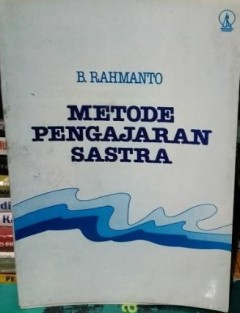 B. RAHMANTO
METODE
PENGAJARAN
SASTRA